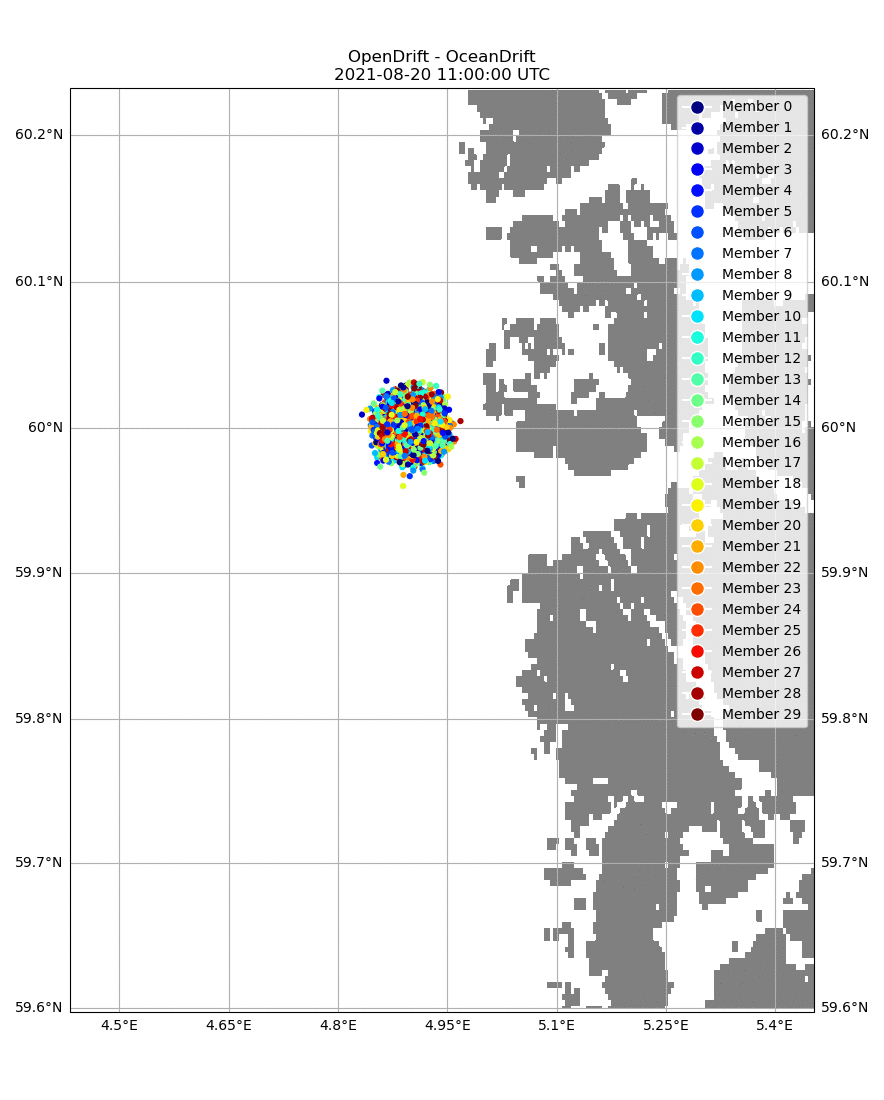 OpenDrift - OceanDrift
2021-08-20 11:00:00 UTC
60.2°N
60.2°N
60.1°N
60.1°N
60°N
60°N
59.9°N
59.9°N
59.8°N
59.8°N
59.7°N
59.7°N
59.6°N
59.6°N
4.5°E
4.65°E
4.8°E
4.95°E
5.1°E
5.25°E
5.4°E
Member 0
Member 1
Member 2
Member 3
Member 4
Member 5
Member 6
Member 7
Member 8
Member 9
Member 10
Member 11
Member 12
Member 13
Member 14
Member 15
Member 16
Member 17
Member 18
Member 19
Member 20
Member 21
Member 22
Member 23
Member 24
Member 25
Member 26
Member 27
Member 28
Member 29